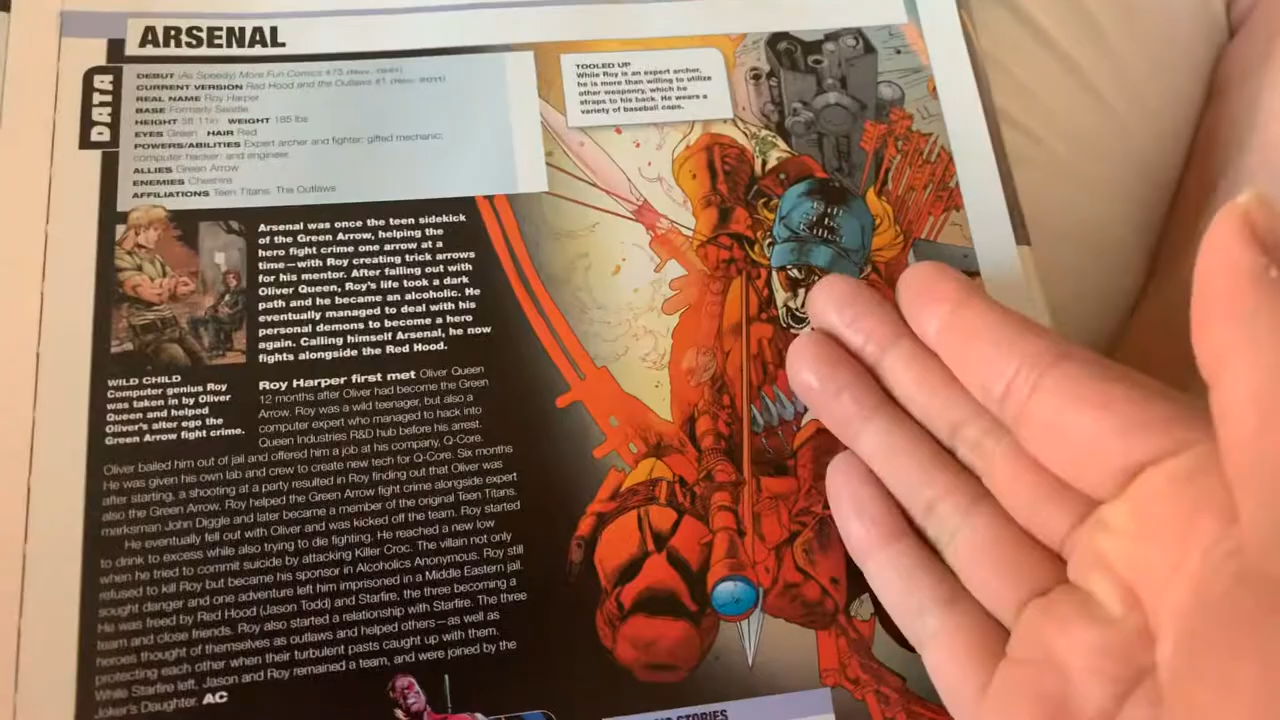 ARSENAL
DATA
DEBUT (As Speedy) More Fun Comics #73 (Nov. 1941)
CURRENT VERSION Red Hood and the Outlaws #1 (Nov. 2011)
REAL NAME Roy Harper
BASE Formerly Seattle
HEIGHT 5ft 11in WEIGHT 185 lbs
EYES Green HAIR Red
POWERS/ABILITIES Expert archer and fighter; gifted mechanic;
computer hacker; and engineer.
ALLIES Green Arrow
ENEMIES Cheshire
AFFILIATIONS Teen Titans, The Outlaws
TOOLED UP
While Roy is an expert archer,
he is more than willing to utilize
other weaponry, which he
straps to his back. He wears a
variety of baseball caps.
Kill
Be
Killed
Arsenal was once the teen sidekick
of the Green Arrow, helping the
hero fight crime one arrow at a
time—with Roy creating trick arrows
for his mentor. After falling out with
Oliver Queen, Roy's life took a dark
path and he became an alcoholic. He
eventually managed to deal with his
personal demons to become a hero
again. Calling himself Arsenal, he now
fights alongside the Red Hood.
WILD CHILD
Computer genius Roy
was taken in by Oliver
Queen and helped
Oliver's alter ego the
Green Arrow fight crime.
Roy Harper first met Oliver Queen
12 months after Oliver had become the Green
Arrow. Roy was a wild teenager, but also a
computer expert who managed to hack into
Queen Industries R&D hub before his arrest.
Oliver bailed him out of jail and offered him a job at his company, Q-Core.
He was given his own lab and crew to create new tech for Q-Core. Six months
after starting, a shooting at a party resulted in Roy finding out that Oliver was
also the Green Arrow. Roy helped the Green Arrow fight crime alongside expert
marksman John Diggle and later became a member of the original Teen Titans.
He eventually fell out with Oliver and was kicked off the team. Roy started
to drink to excess while also trying to die fighting. He reached a new low
when he tried to commit suicide by attacking Killer Croc. The villain not only
refused to kill Roy but became his sponsor in Alcoholics Anonymous. Roy still
sought danger and one adventure left him imprisoned in a Middle Eastern jail.
He was freed by Red Hood (Jason Todd) and Starfire, the three becoming a
team and close friends. Roy also started a relationship with Starfire. The three
heroes thought of themselves as outlaws and helped others—as well as
protecting each other when their turbulent pasts caught up with them.
While Starfire left, Jason and Roy remained a team, and were joined by the
Joker's Daughter. AC
STORIES